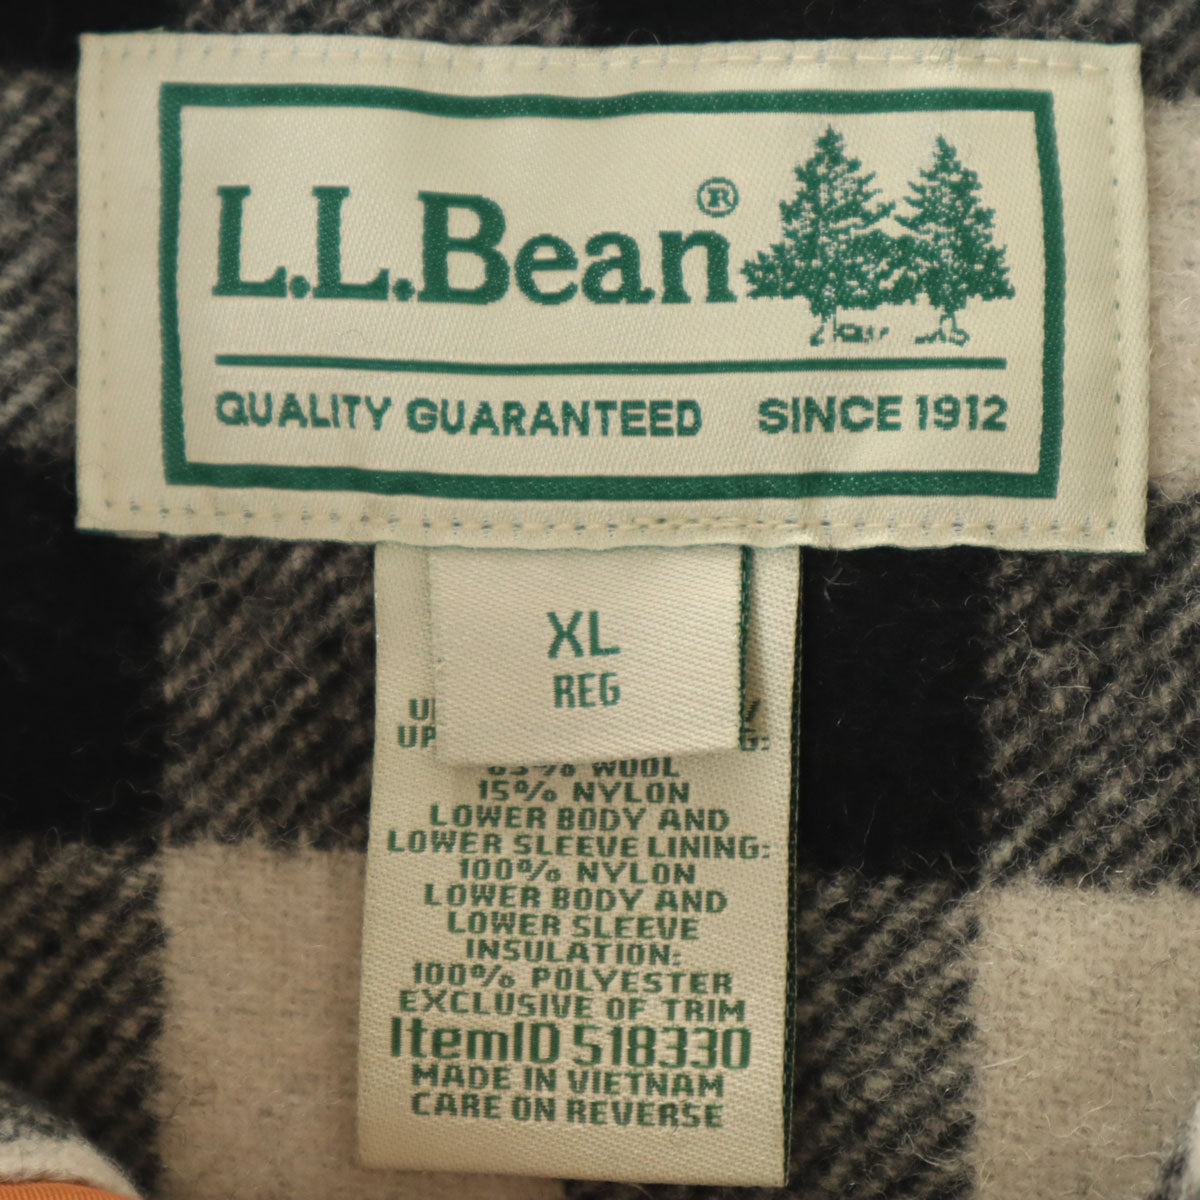 L.L.Bean®
QUALITY GUARANTEED SINCE 1912
XL
REG
WOOL
15% NYLON
LOWER BODY AND
LOWER SLEEVE LINING:
100% NYLON
LOWER BODY AND
LOWER SLEEVE
INSULATION:
100% POLYESTER
EXCLUSIVE OF TRIM
ItemID 518330
MADE IN VIETNAM
CARE ON REVERSE